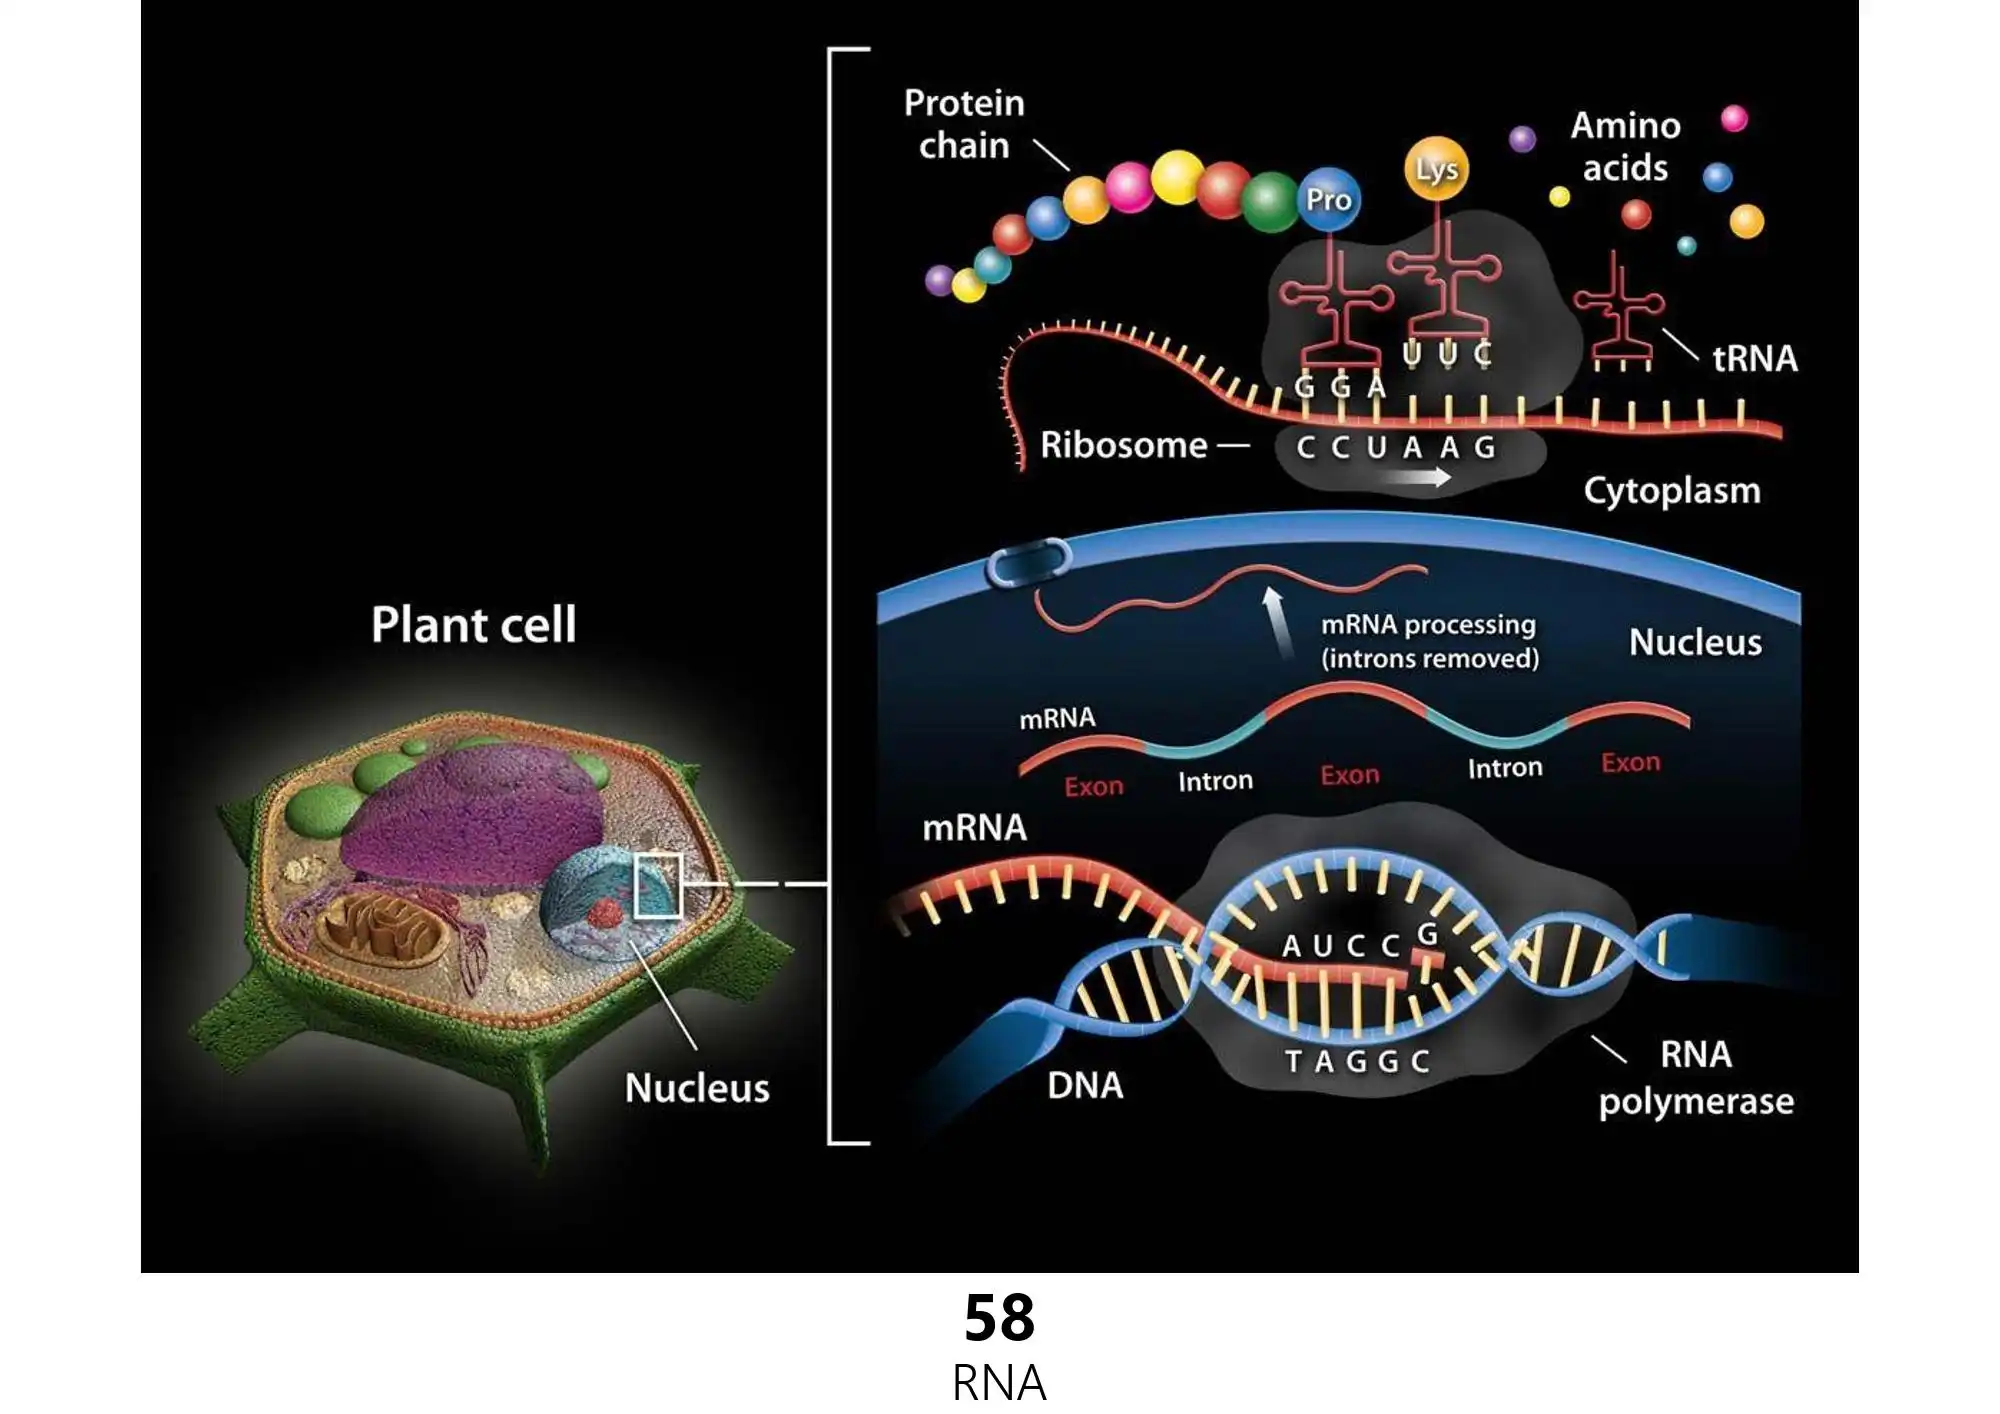 Protein
chain
Pro
Lys
Amino
acids
tRNA
U U C
G G A
Ribosome
C C U A A G
Cytoplasm
mRNA processing
(introns removed)
Nucleus
mRNA
Exon
Intron
Exon
Intron
Exon
mRNA
A U C C G
T A G G C
DNA
RNA
polymerase
Plant cell
Nucleus
58
RNA